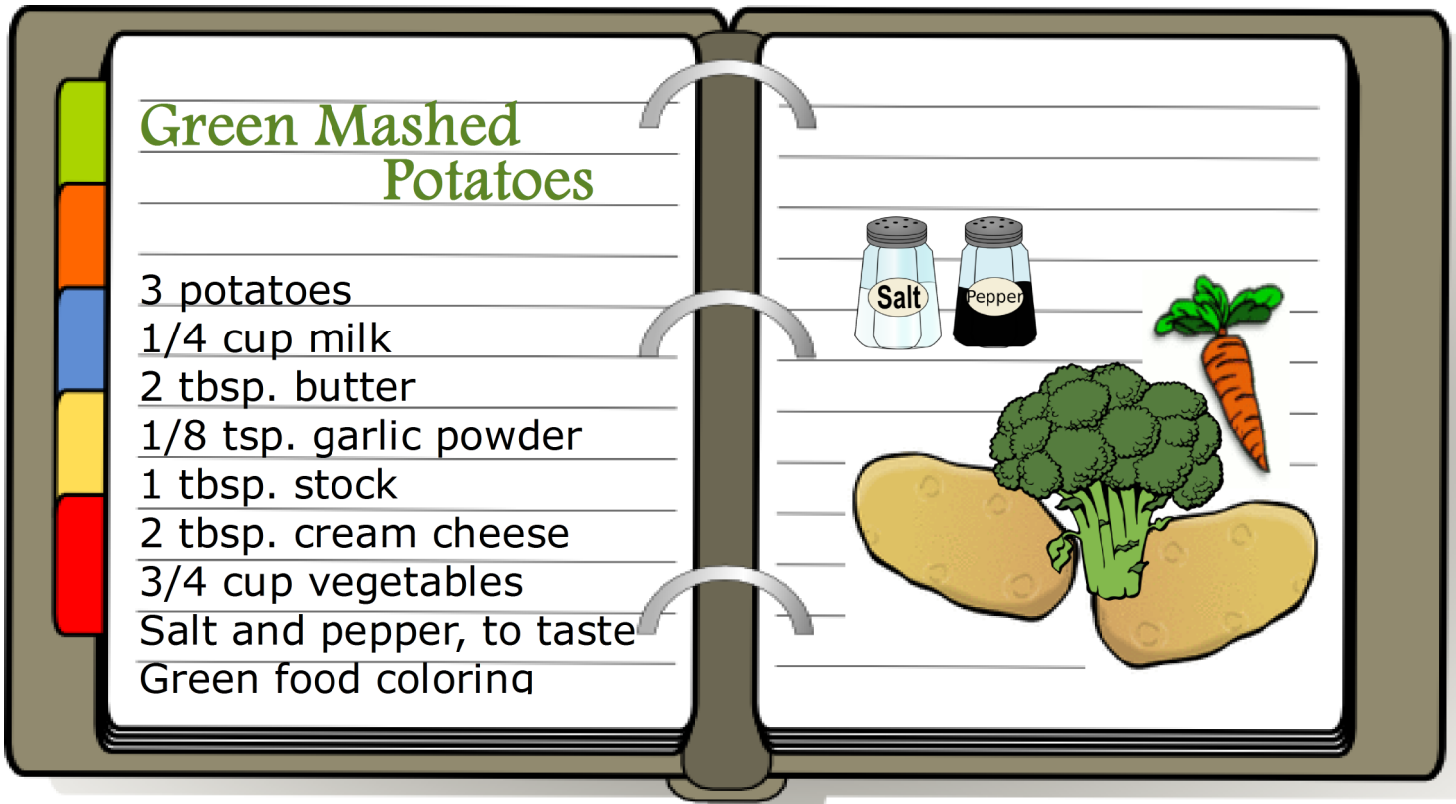 Green Mashed
Potatoes
3 potatoes
1/4 cup milk
2 tbsp. butter
1/8 tsp. garlic powder
1 tbsp. stock
2 tbsp. cream cheese
3/4 cup vegetables
Salt and pepper, to taste
Green food coloring
Salt
Pepper